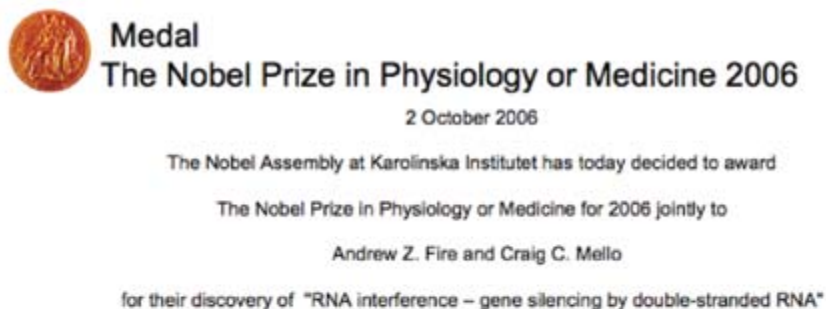 Medal
The Nobel Prize in Physiology or Medicine 2006
2 October 2006
The Nobel Assembly at Karolinska Institutet has today decided to award
The Nobel Prize in Physiology or Medicine for 2006 jointly to
Andrew Z. Fire and Craig C. Mello
for their discovery of "RNA interference – gene silencing by double-stranded RNA"